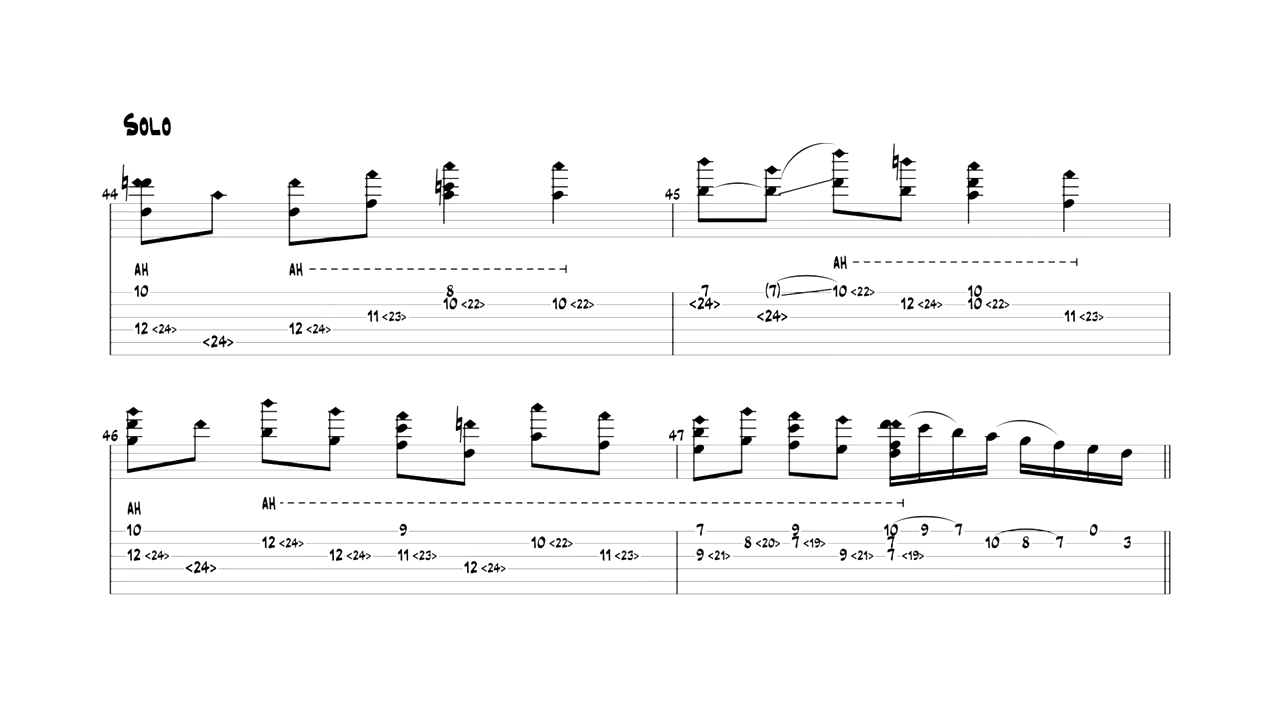 Solo
44 45
AH AH AH
10 8 7 (7) 10 <22> 10
10 <22> 10 <22> <24> 12 <24> 10 <22>
11 <23> <24> 11 <23>
12 <24> 12 <24>
<24>
46 47
AH AH
10 9 7 9 10 9 7 0
12 <24> 10 <22> 8 <20> 7 <19> 7 10 8 7 3
12 <24> 12 <24> 11 <23> 11 <23> 9 <21> 9 <21> 7 <19>
<24> 12 <24>